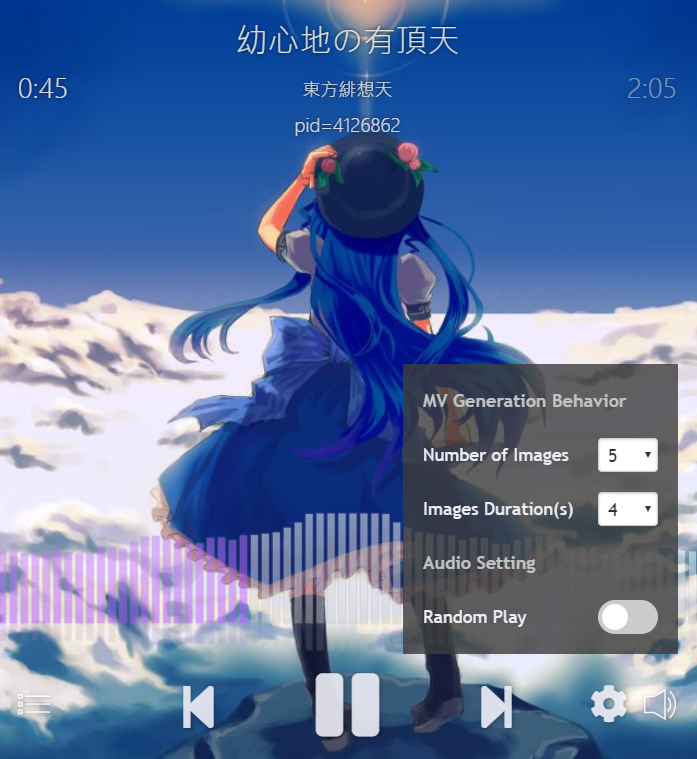 幼心地の有頂天
0:45
東方緋想天
2:05
pid=4126862
MV Generation Behavior
Number of Images 5
Images Duration(s) 4
Audio Setting
Random Play